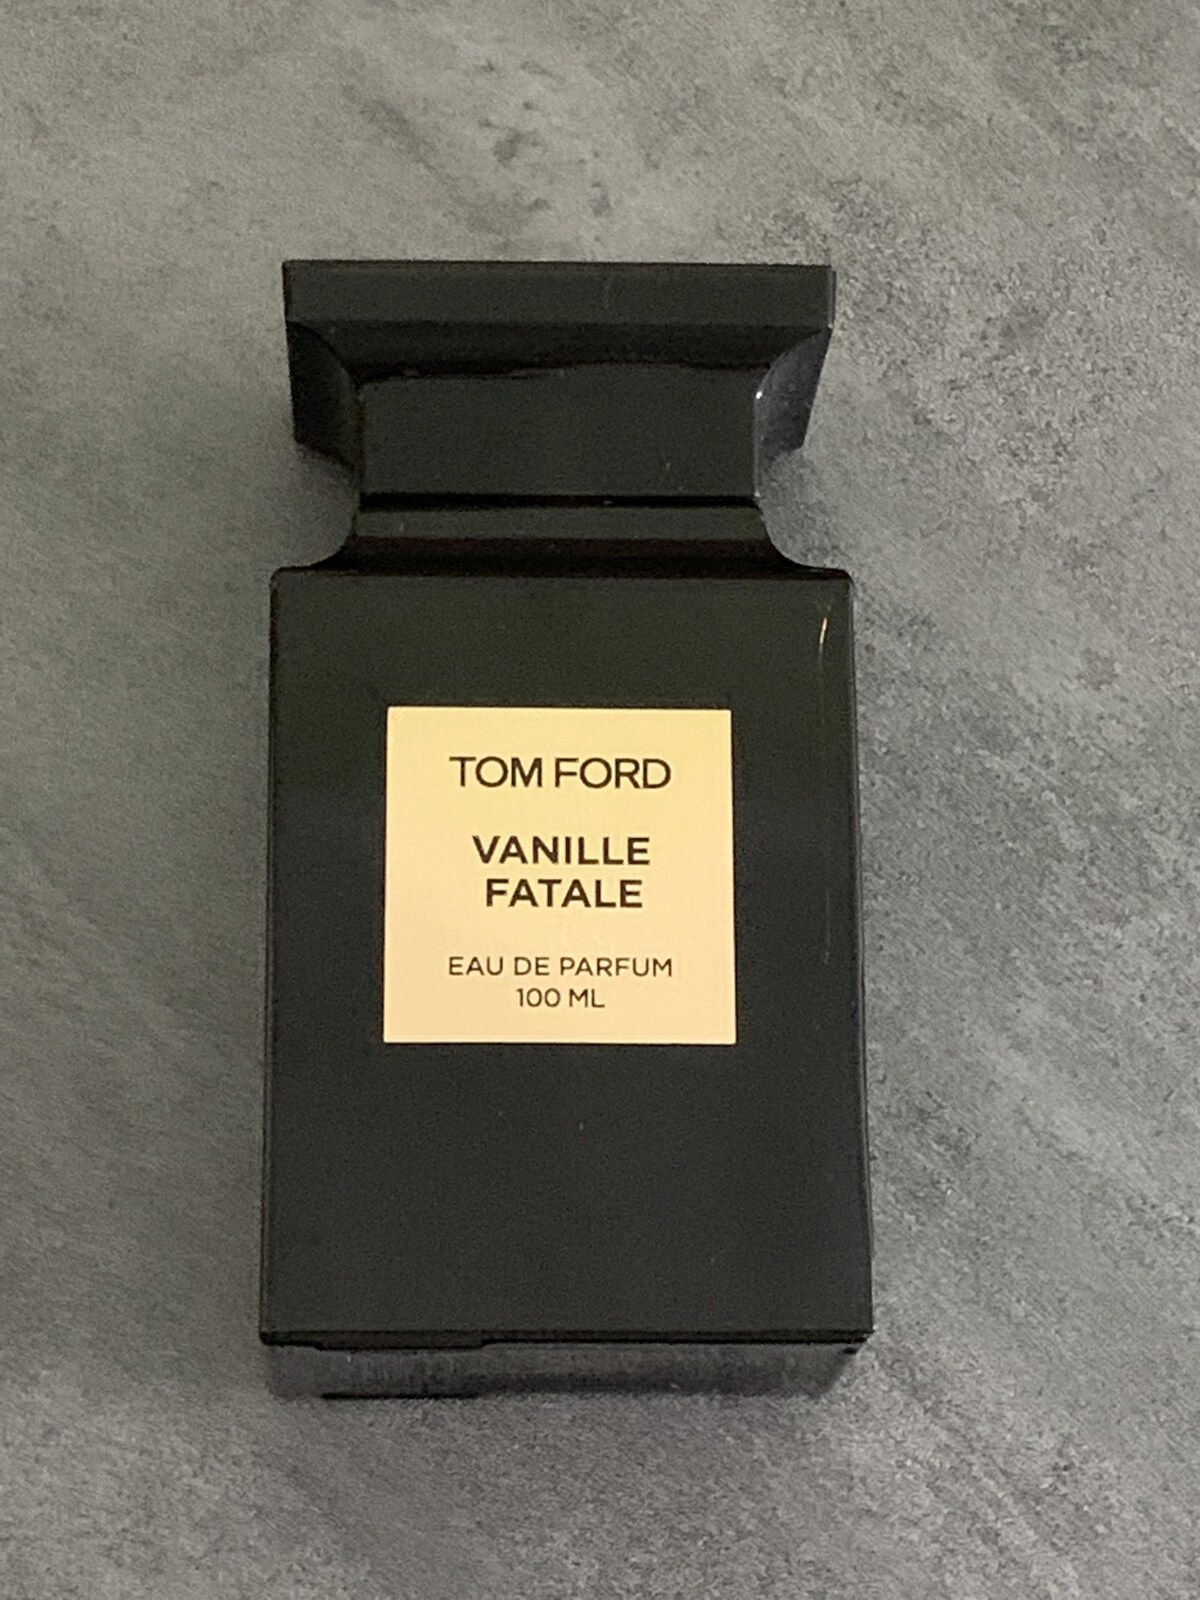 TOM FORD
VANILLE
FATALE
EAU DE PARFUM
100 ML